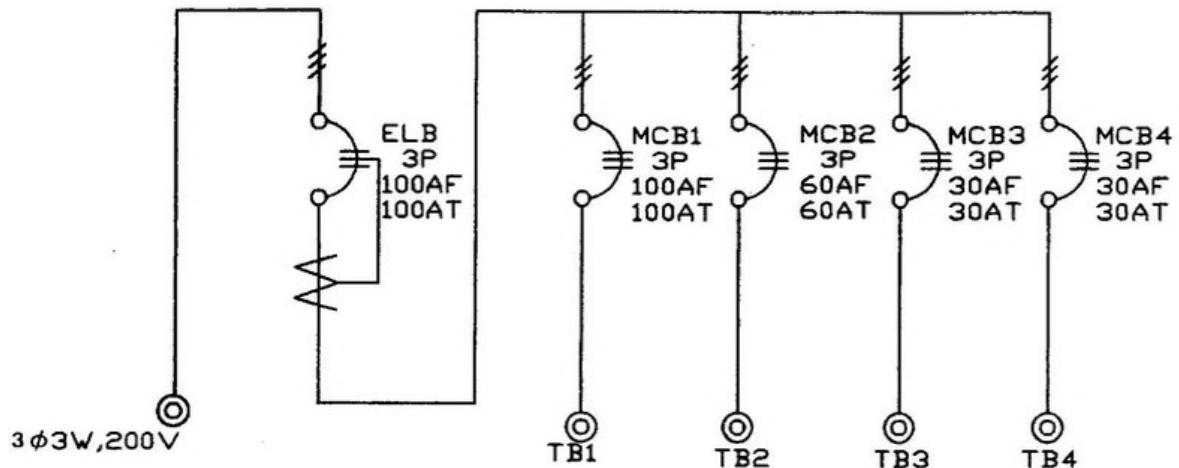 ELB
3P
100AF
100AT
MCB1
3P
100AF
100AT
MCB2
3P
60AF
60AT
MCB3
3P
30AF
30AT
MCB4
3P
30AF
30AT
3φ3W,200V
TB1
TB2
TB3
TB4